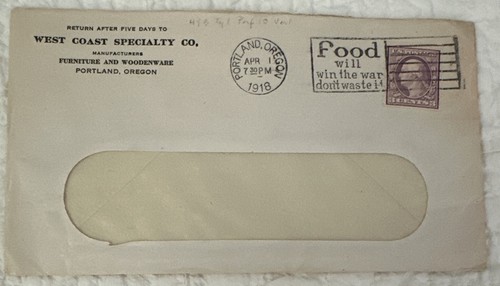 RETURN AFTER FIVE DAYS TO
WEST COAST SPECIALTY CO.
MANUFACTURERS
FURNITURE AND WOODENWARE
PORTLAND, OREGON
PORTLAND, OREGON
APR 1
7 30 PM
1918
Food
will
win the war
don't waste it